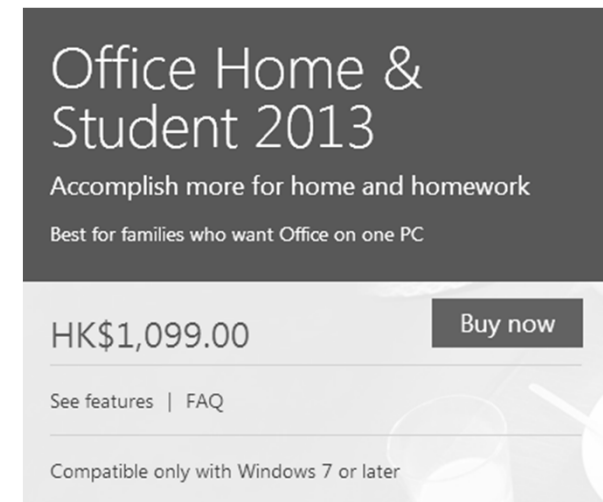 Office Home &
Student 2013
Accomplish more for home and homework
Best for families who want Office on one PC
HK$1,099.00
Buy now
See features | FAQ
Compatible only with Windows 7 or later